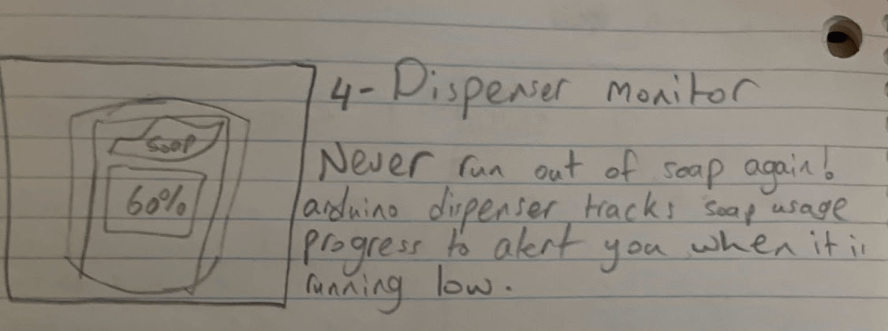 4- Dispenser monitor
soap
60%
Never run out of soap again!
arduino dispenser tracks soap usage
progress to alert you when it is
running low.